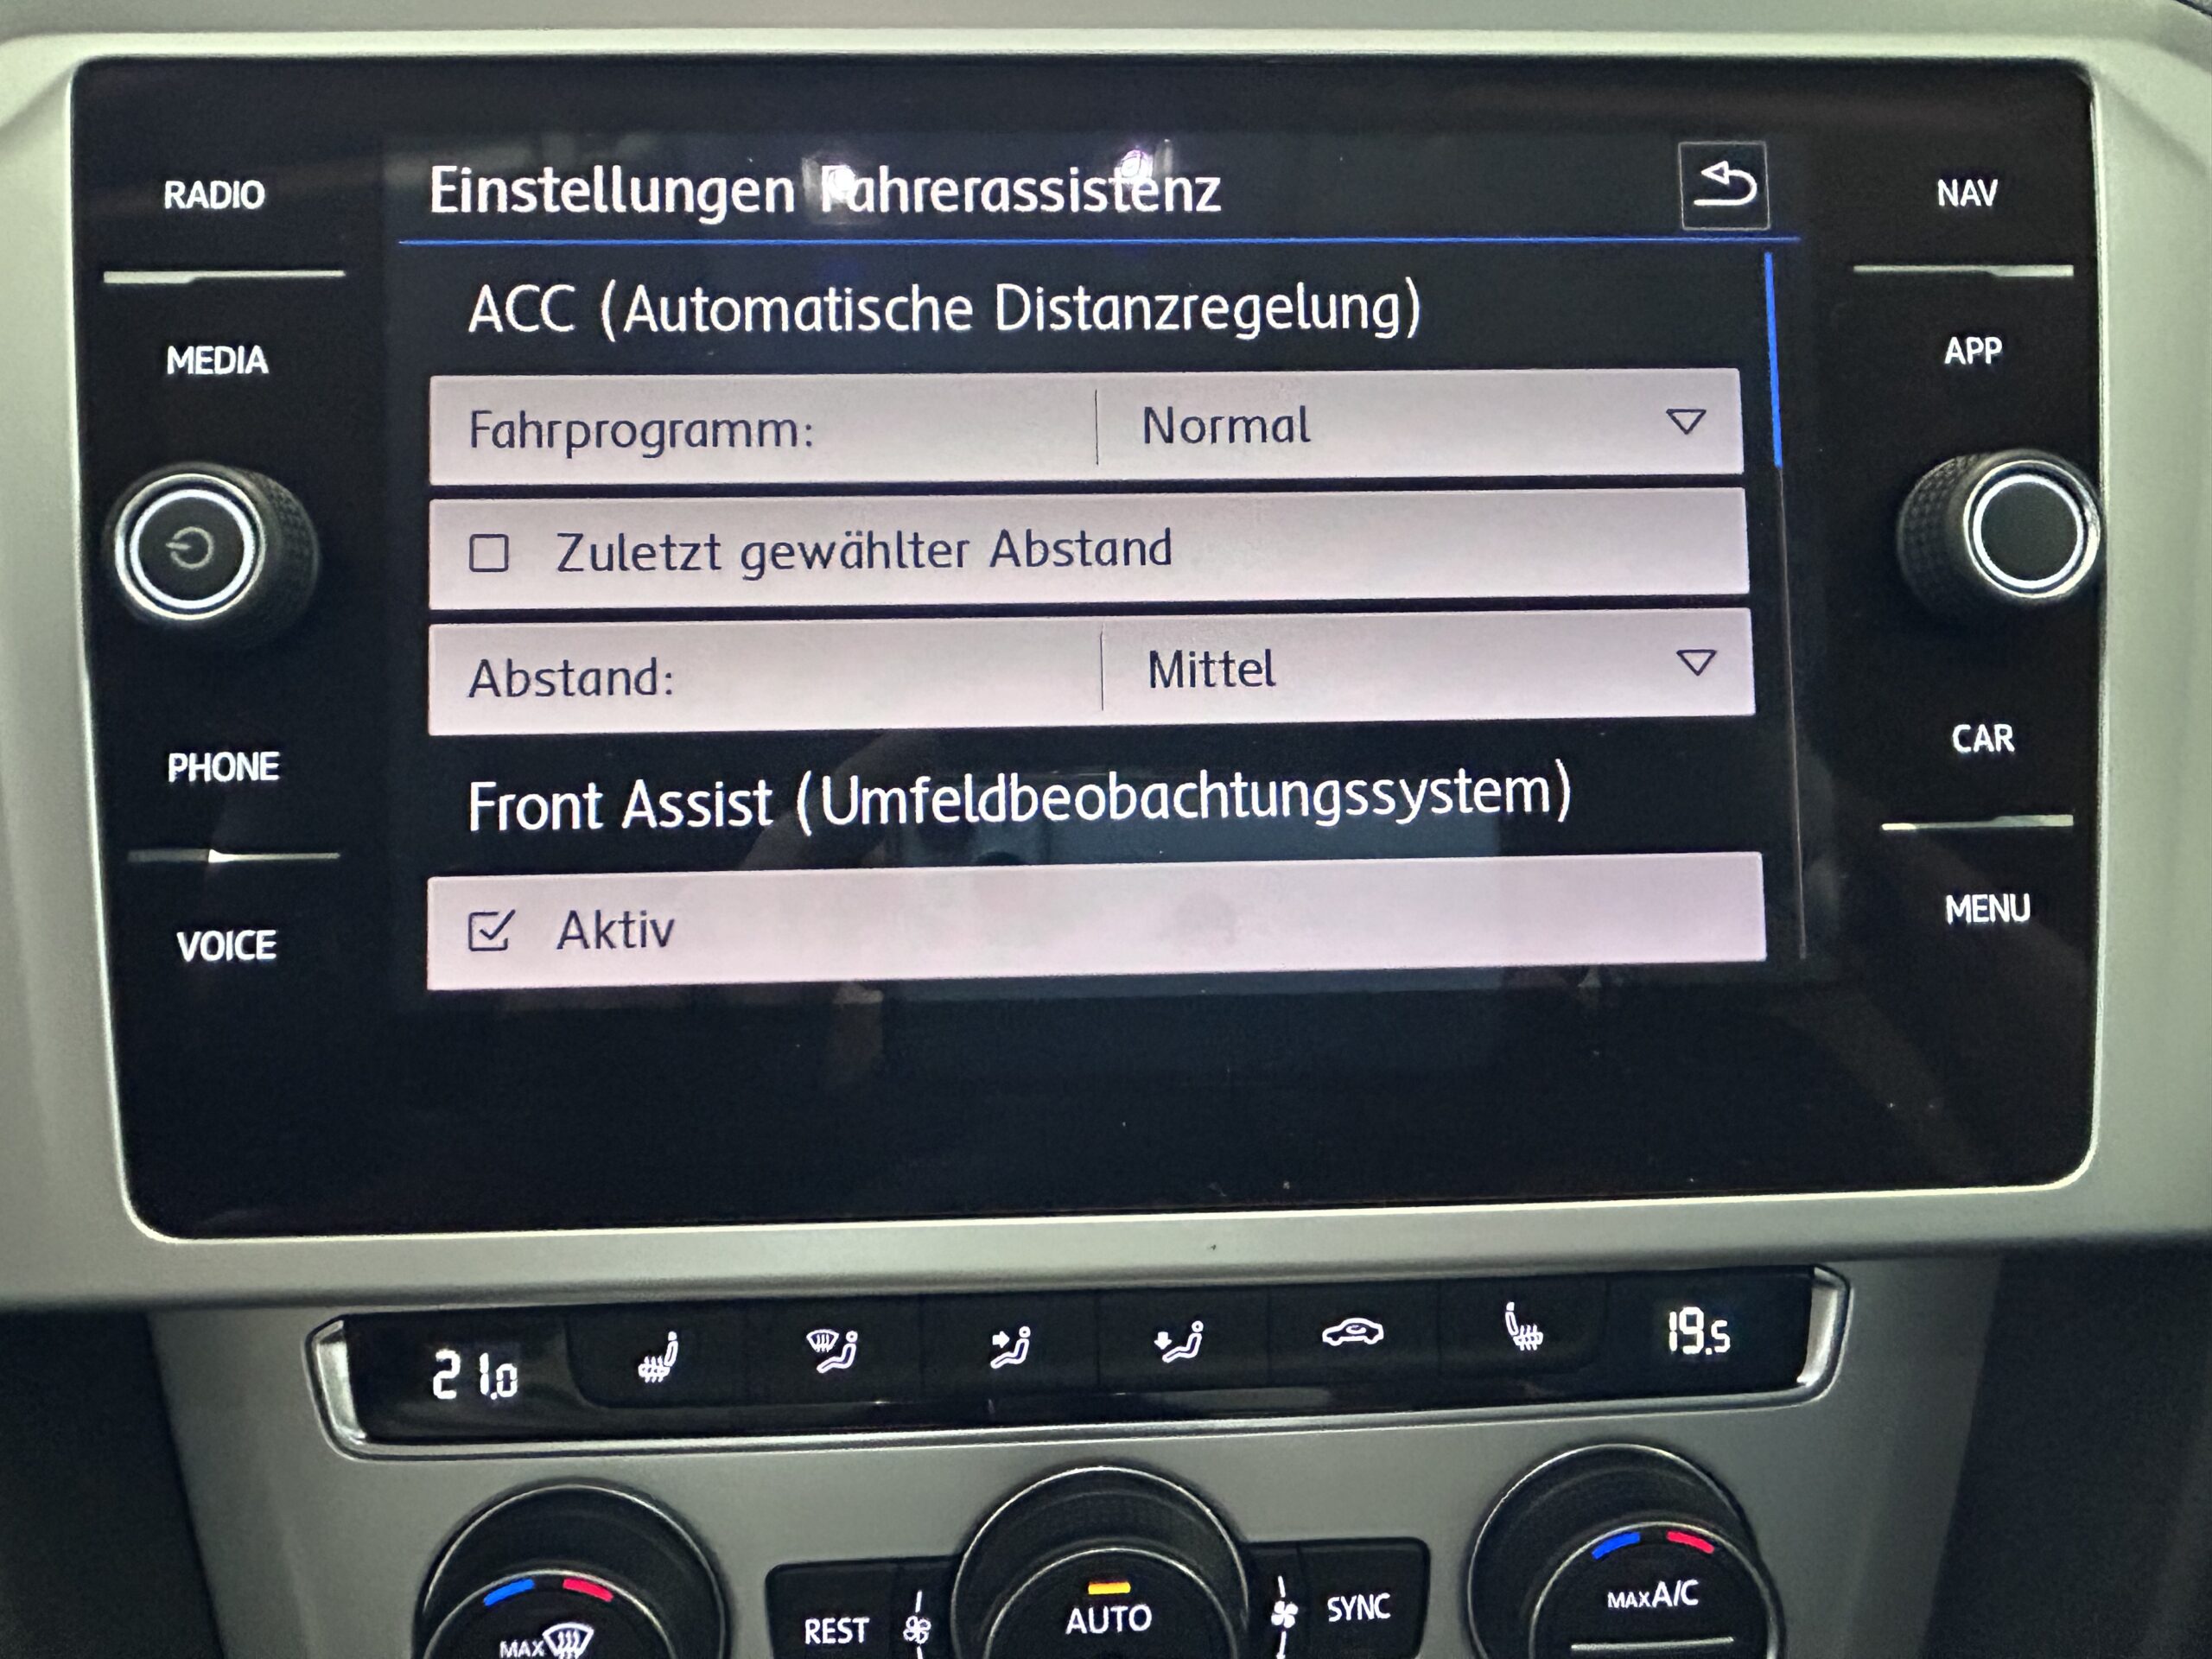 RADIO
MEDIA
PHONE
VOICE
Einstellungen Fahrerassistenz
ACC (Automatische Distanzregelung)
Fahrprogramm: Normal
Zuletzt gewählter Abstand
Abstand: Mittel
Front Assist (Umfeldbeobachtungssystem)
Aktiv
NAV
APP
CAR
MENU
21.0
19.5
MAX
REST
AUTO
SYNC
MAX A/C